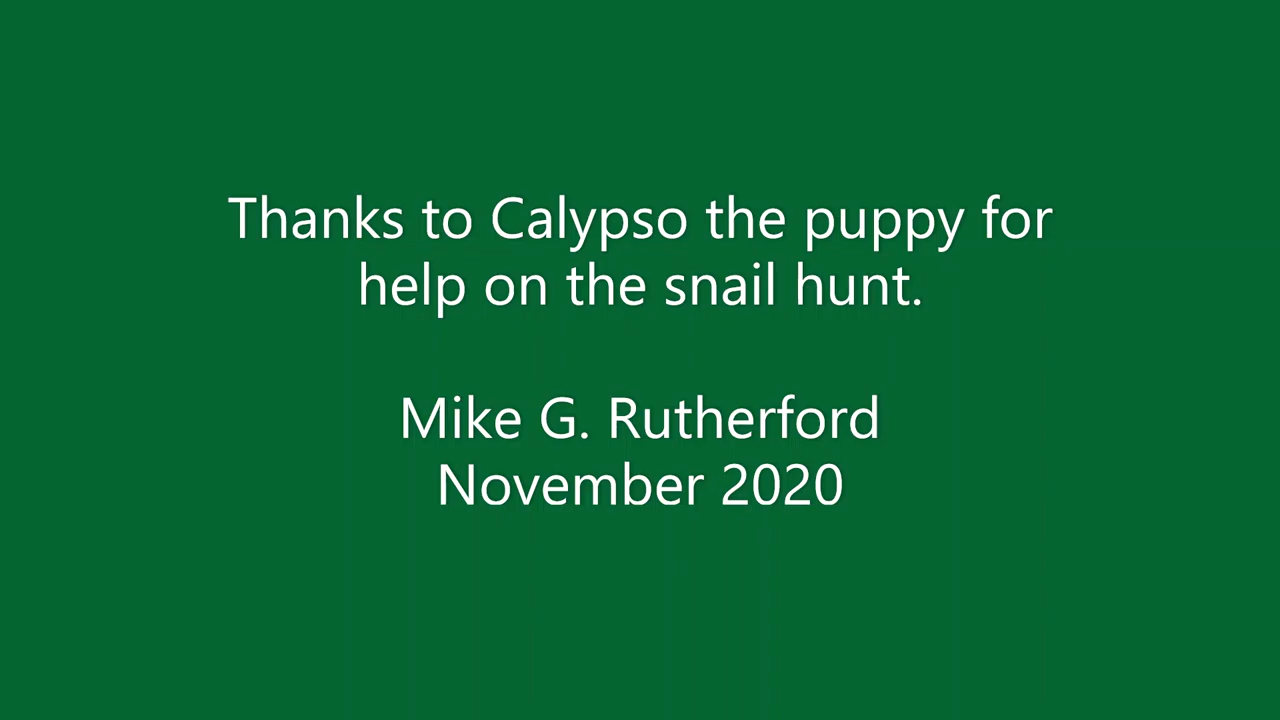 Thanks to Calypso the puppy for
help on the snail hunt.
Mike G. Rutherford
November 2020